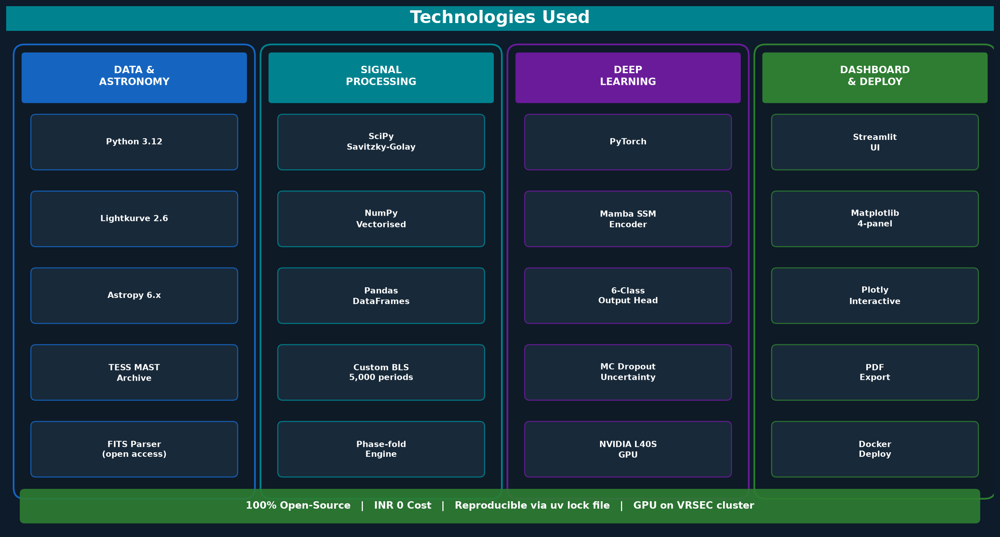 Technologies Used
DATA &
ASTRONOMY
Python 3.12
Lightkurve 2.6
Astropy 6.x
TESS MAST
Archive
FITS Parser
(open access)
SIGNAL
PROCESSING
SciPy
Savitzky-Golay
NumPy
Vectorised
Pandas
DataFrames
Custom BLS
5,000 periods
Phase-fold
Engine
DEEP
LEARNING
PyTorch
Mamba SSM
Encoder
6-Class
Output Head
MC Dropout
Uncertainty
NVIDIA L40S
GPU
DASHBOARD
& DEPLOY
Streamlit
UI
Matplotlib
4-panel
Plotly
Interactive
PDF
Export
Docker
Deploy
100% Open-Source | INR 0 Cost | Reproducible via uv lock file | GPU on VRSEC cluster